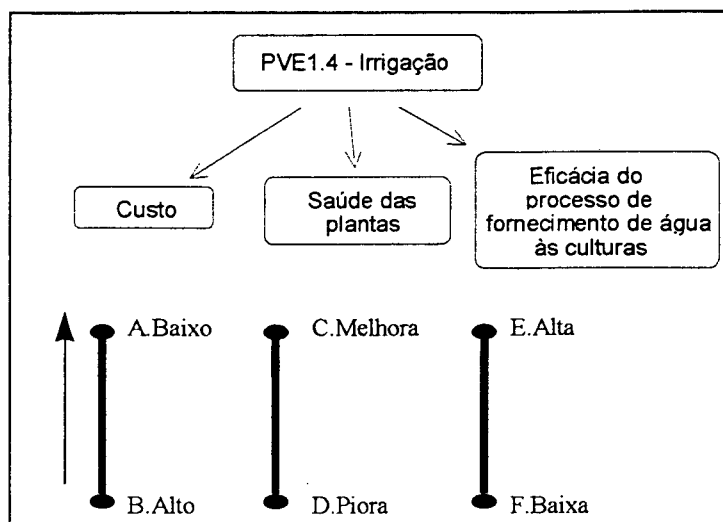 PVE1.4 - Irrigação
Custo
Saúde das
plantas
Eficácia do
processo de
fornecimento de água
às culturas
A.Baixo
C.Melhora
E.Alta
B.Alto
D.Piora
F.Baixa